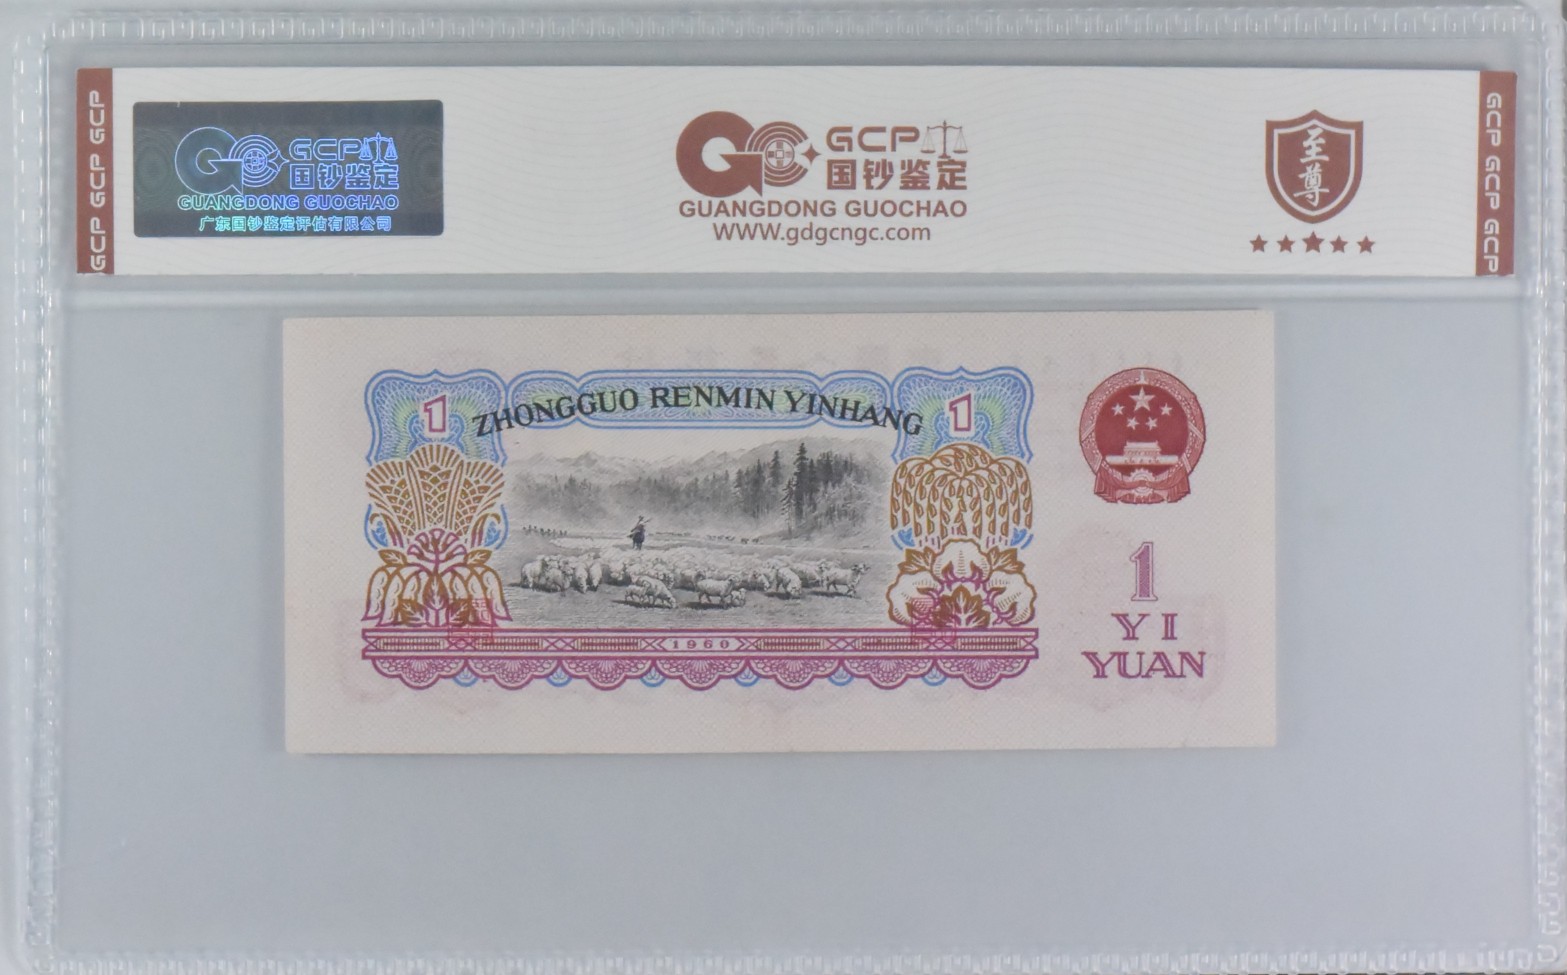 GCP GCP GCP
GCP
国钞鉴定
GUANGDONG GUOCHAO
广东国钞鉴定评估有限公司
GCP
国钞鉴定
GUANGDONG GUOCHAO
WWW.gdgcngc.com
至尊
GCP GCP GCP
1
ZHONGGUO RENMIN YINHANG
1
1960
1
YI
YUAN